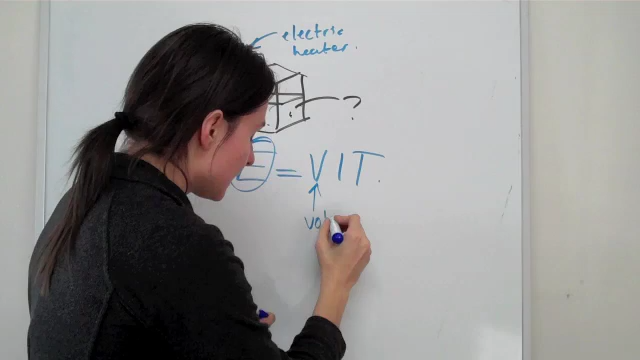 electric
heater.
?
E = VIT.
vol